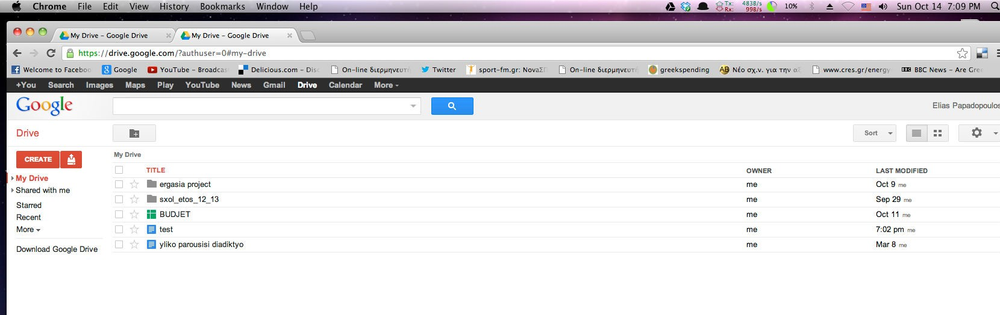 Chrome File Edit View History Bookmarks Window Help Tx: 483B/s Rx: 99B/s 10% Sun Oct 14 7:09 PM
My Drive – Google Drive My Drive – Google Drive
https://drive.google.com/?authuser=0#my-drive
Welcome to Faceboo Google YouTube – Broadcas Delicious.com – Disc On-line διερμηνευτή Twitter sport-fm.gr: NovaΣΠ On-line διερμηνευτή greekspending Νέο σχ.ν. για την αξ www.cres.gr/energy BBC BBC News – Are Gre
+You Search Images Maps Play YouTube News Gmail Drive Calendar More
Google Elias Papadopoulos
Drive Sort
CREATE
My Drive
Shared with me
Starred
Recent
More
Download Google Drive
My Drive
TITLE OWNER LAST MODIFIED
ergasia project me Oct 9 me
sxol_etos_12_13 me Sep 29 me
BUDJET me Oct 11 me
test me 7:02 pm me
yliko parousisi diadiktyo me Mar 8 me